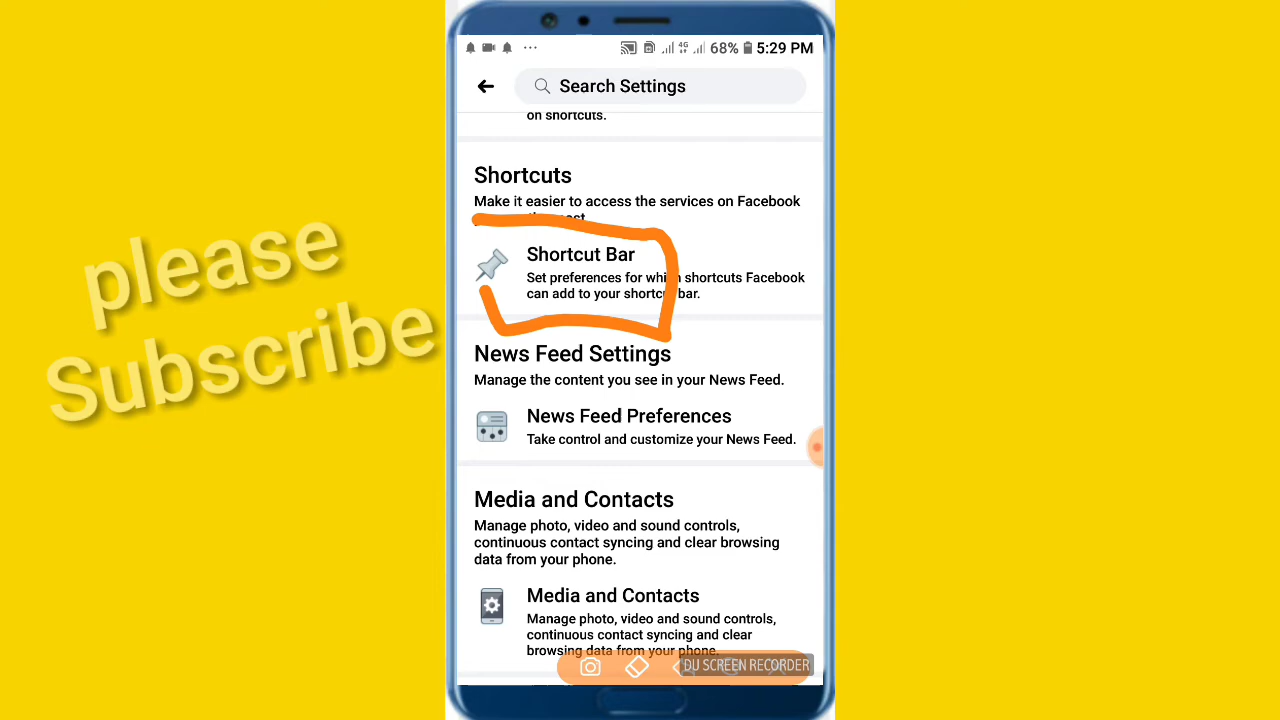 please
Subscribe
68% 5:29 PM
Search Settings
on shortcuts.
Shortcuts
Make it easier to access the services on Facebook
Shortcut Bar
Set preferences for which shortcuts Facebook
can add to your shortcut bar.
News Feed Settings
Manage the content you see in your News Feed.
News Feed Preferences
Take control and customize your News Feed.
Media and Contacts
Manage photo, video and sound controls,
continuous contact syncing and clear browsing
data from your phone.
Media and Contacts
Manage photo, video and sound controls,
continuous contact syncing and clear
browsing data from your phone.
DU SCREEN RECORDER